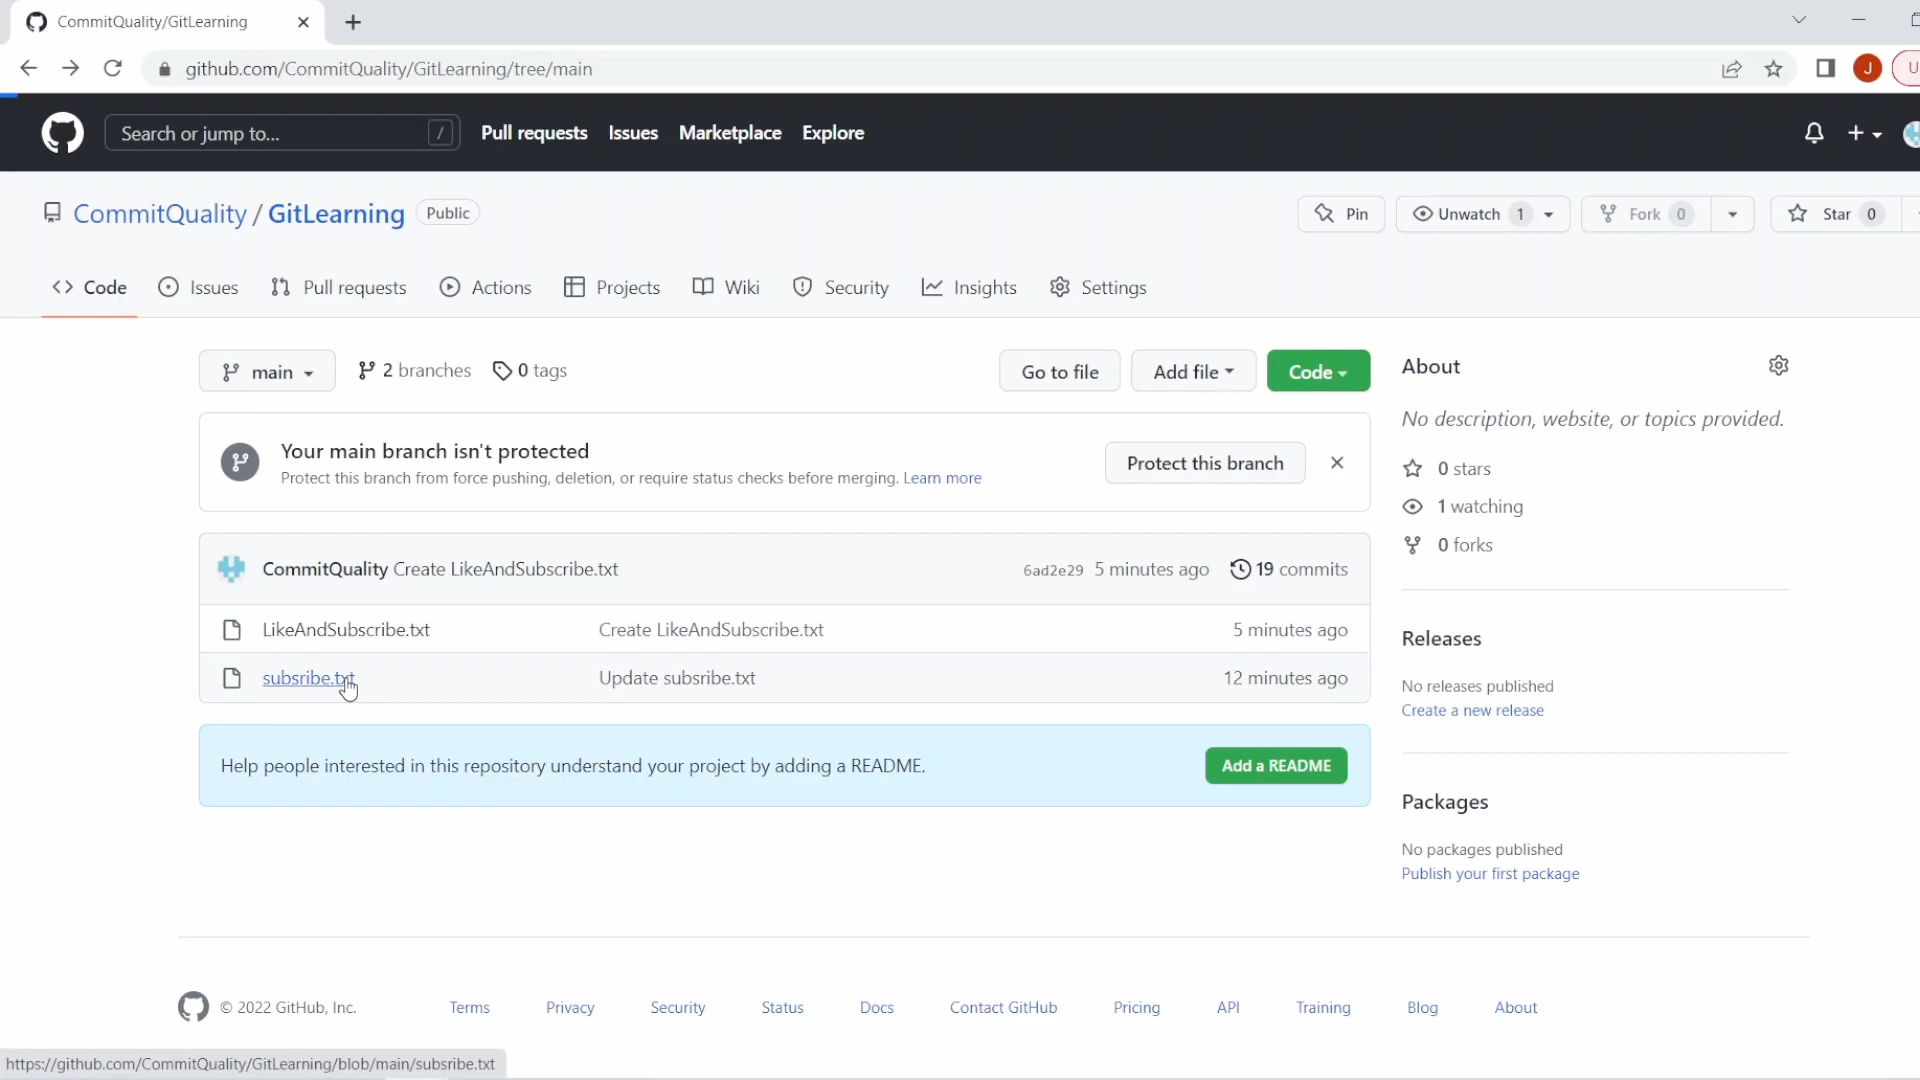 CommitQuality/GitLearning
github.com/CommitQuality/GitLearning/tree/main
J
U
Search or jump to...
/
Pull requests
Issues
Marketplace
Explore
CommitQuality / GitLearning
Public
Pin
Unwatch 1
Fork 0
Star 0
Code
Issues
Pull requests
Actions
Projects
Wiki
Security
Insights
Settings
main
2 branches
0 tags
Go to file
Add file
Code
About
Your main branch isn't protected
Protect this branch from force pushing, deletion, or require status checks before merging. Learn more
Protect this branch
No description, website, or topics provided.
0 stars
1 watching
0 forks
CommitQuality Create LikeAndSubscribe.txt
6ad2e29 5 minutes ago
19 commits
LikeAndSubscribe.txt
Create LikeAndSubscribe.txt
5 minutes ago
subsribe.txt
Update subsribe.txt
12 minutes ago
Releases
No releases published
Create a new release
Help people interested in this repository understand your project by adding a README.
Add a README
Packages
No packages published
Publish your first package
© 2022 GitHub, Inc.
Terms
Privacy
Security
Status
Docs
Contact GitHub
Pricing
API
Training
Blog
About
https://github.com/CommitQuality/GitLearning/blob/main/subsribe.txt